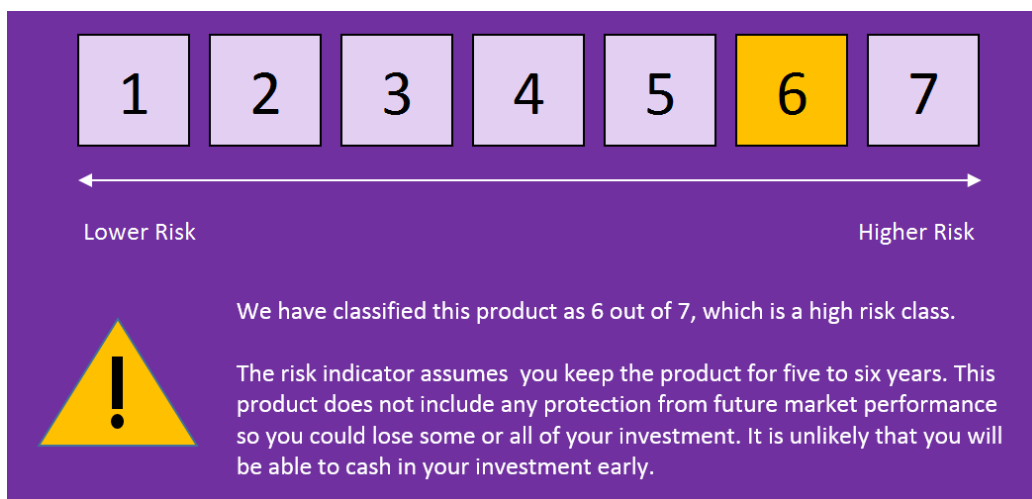 1 2 3 4 5 6 7
Lower Risk Higher Risk
We have classified this product as 6 out of 7, which is a high risk class.
!
The risk indicator assumes  you keep the product for five to six years. This
product does not include any protection from future market performance
so you could lose some or all of your investment. It is unlikely that you will
be able to cash in your investment early.